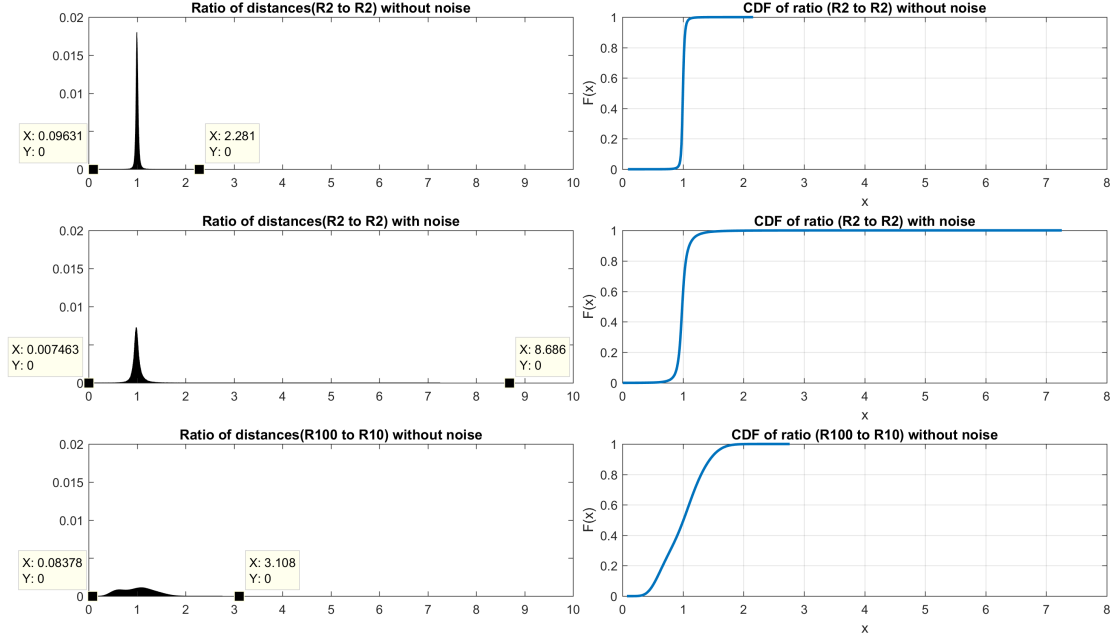 Ratio of distances(R2 to R2) without noise
0.02
0.015
0.01
0
X: 0.09631
Y: 0
X: 2.281
Y: 0
0 1 2 3 4 5 6 7 8 9 10
CDF of ratio (R2 to R2) without noise
1
0.8
0.6
0.4
0.2
0
F(x)
0 1 2 3 4 5 6 7 8
x
Ratio of distances(R2 to R2) with noise
0.02
0.015
0.01
0
X: 0.007463
Y: 0
X: 8.686
Y: 0
0 1 2 3 4 5 6 7 8 9 10
CDF of ratio (R2 to R2) with noise
1
0.8
0.6
0.4
0.2
0
F(x)
0 1 2 3 4 5 6 7 8
x
Ratio of distances(R100 to R10) without noise
0.02
0.015
0.01
0
X: 0.08378
Y: 0
X: 3.108
Y: 0
0 1 2 3 4 5 6 7 8 9 10
CDF of ratio (R100 to R10) without noise
1
0.8
0.6
0.4
0.2
0
F(x)
0 1 2 3 4 5 6 7 8
x